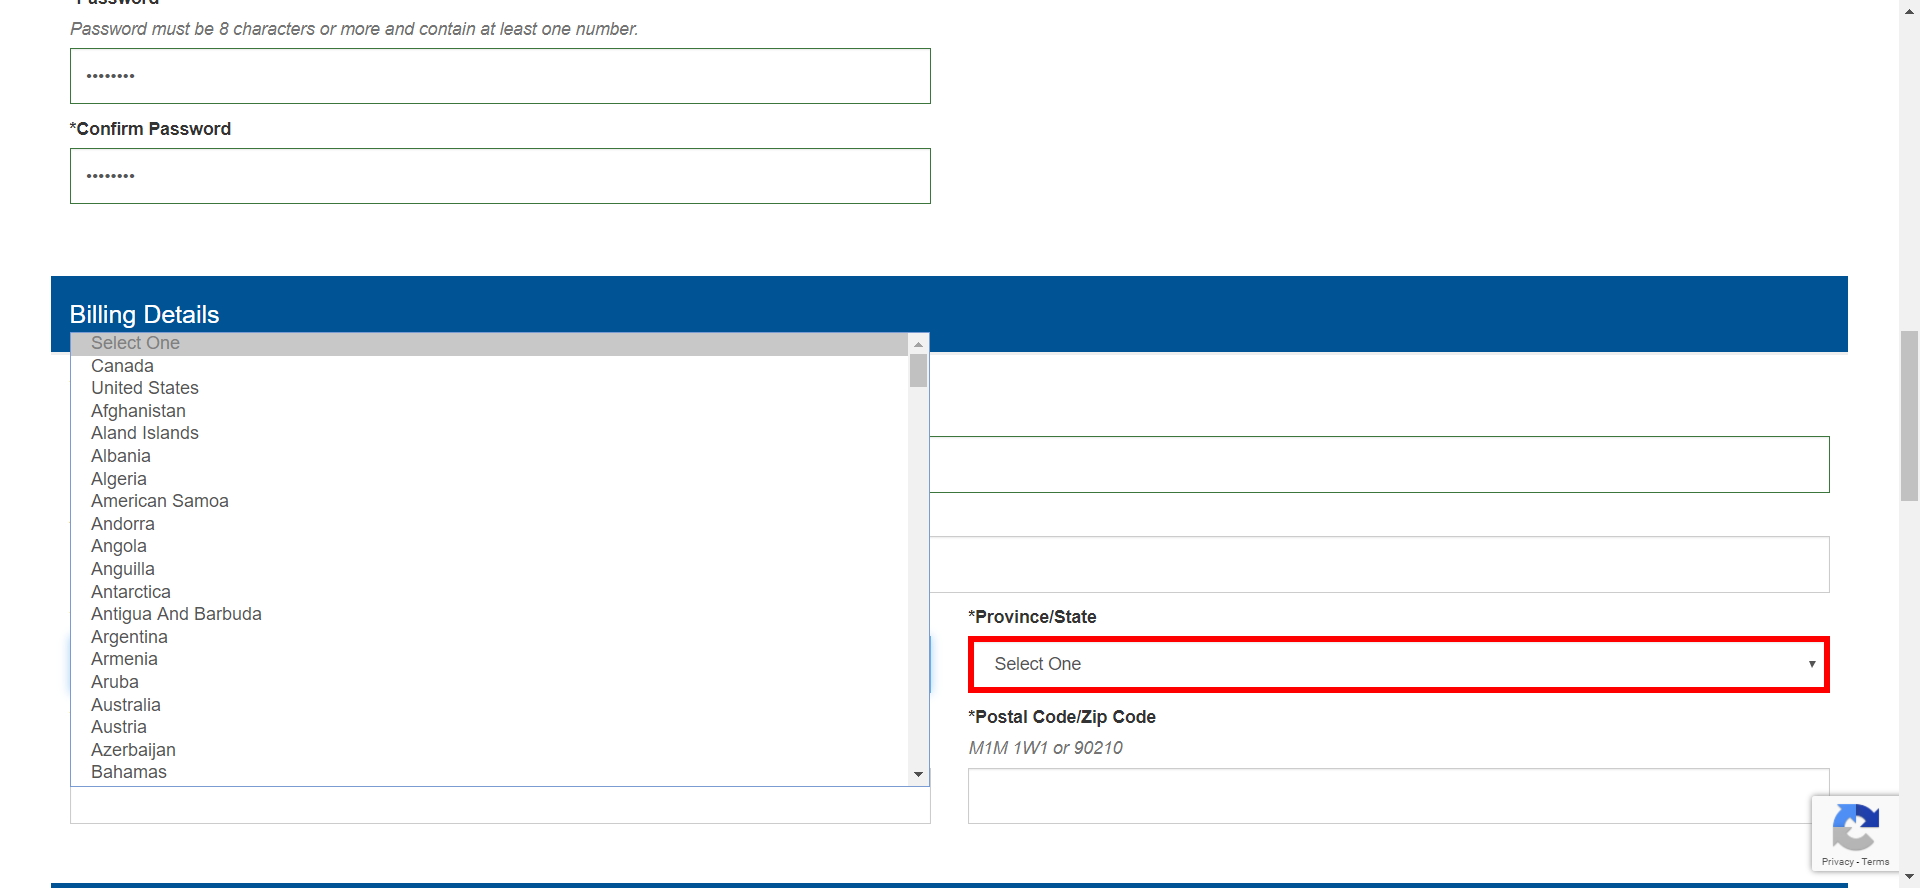 *Password
Password must be 8 characters or more and contain at least one number.
••••••••
*Confirm Password
••••••••
Billing Details
Select One
Canada
United States
Afghanistan
Aland Islands
Albania
Algeria
American Samoa
Andorra
Angola
Anguilla
Antarctica
Antigua And Barbuda
Argentina
Armenia
Aruba
Australia
Austria
Azerbaijan
Bahamas
*Province/State
Select One
*Postal Code/Zip Code
M1M 1W1 or 90210
Privacy - Terms